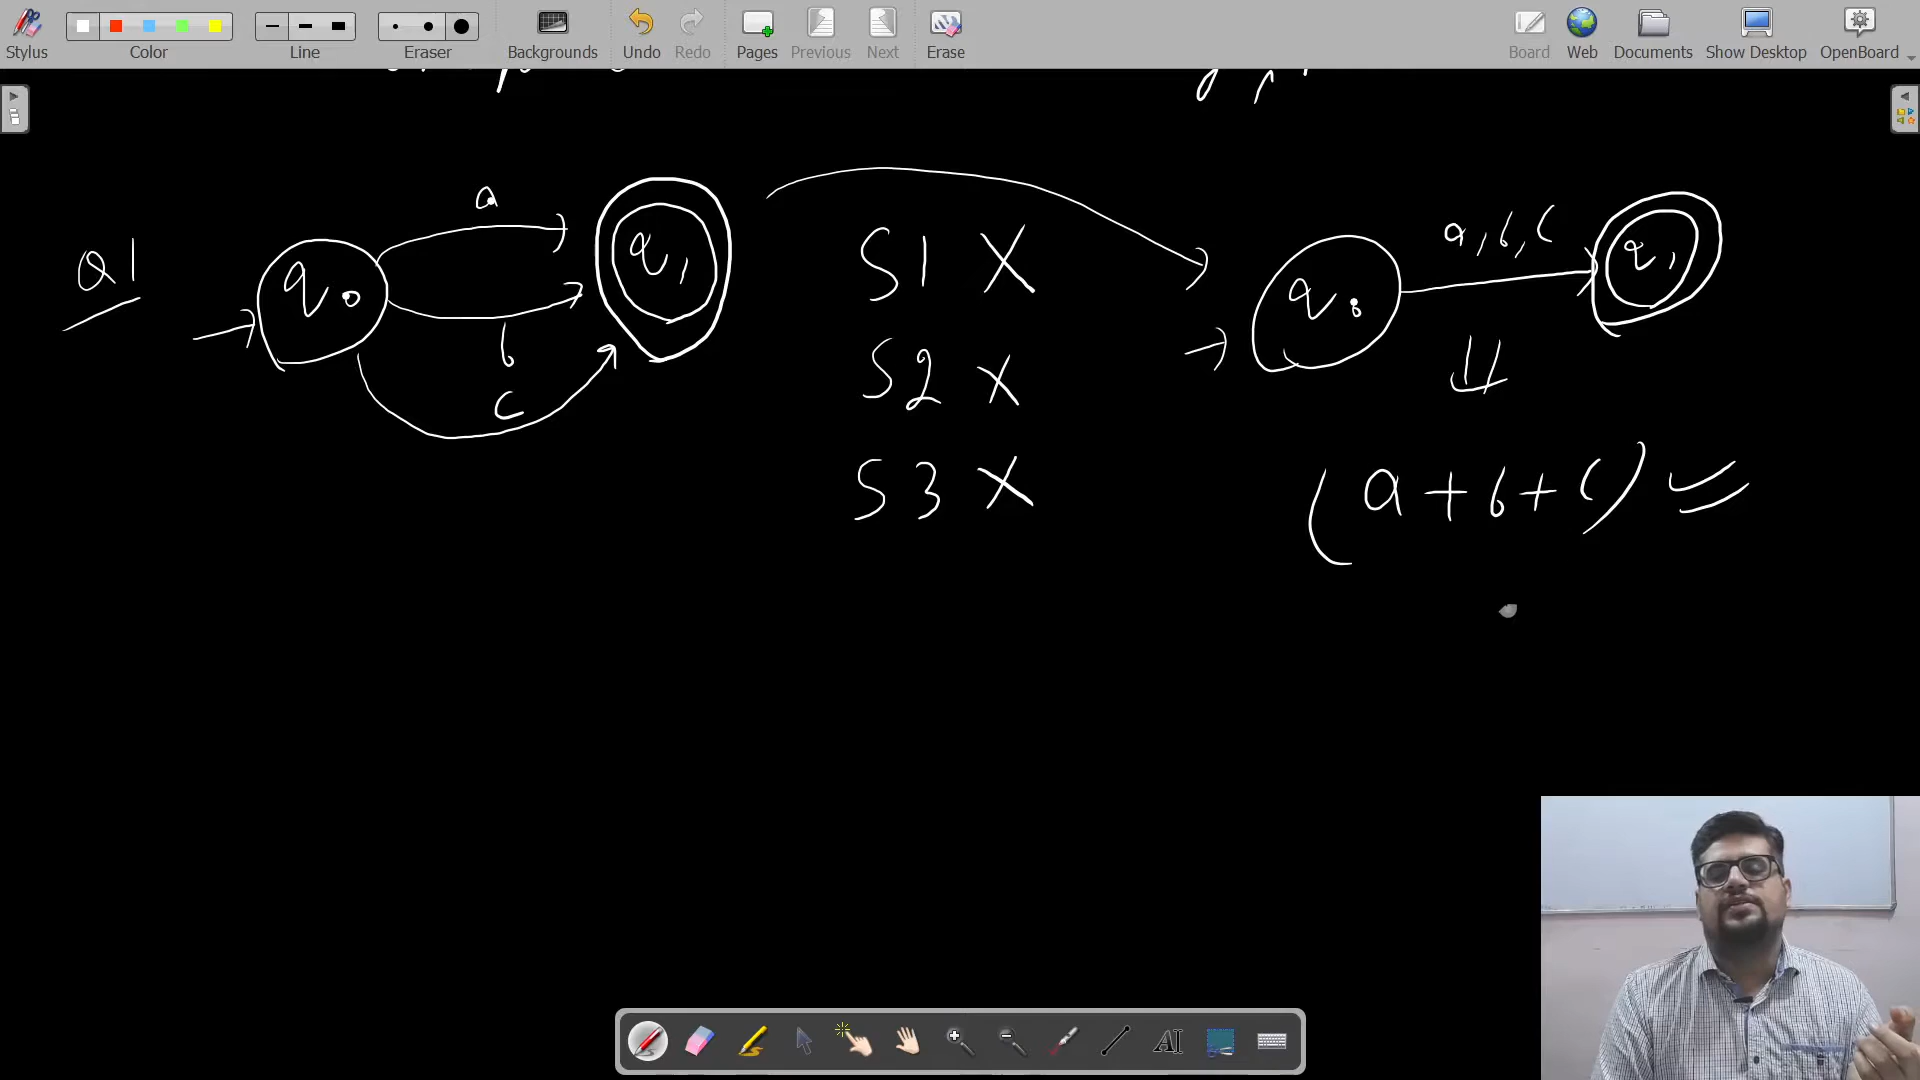 Stylus
Color
Line
Eraser
Backgrounds
Undo
Redo
Pages
Previous
Next
Erase
Board
Web
Documents
Show Desktop
OpenBoard
Q1
q0
a
b
c
q1
S1 X
S2 X
S3 X
q0
a, b, c
q1
(a+b+c)
AI